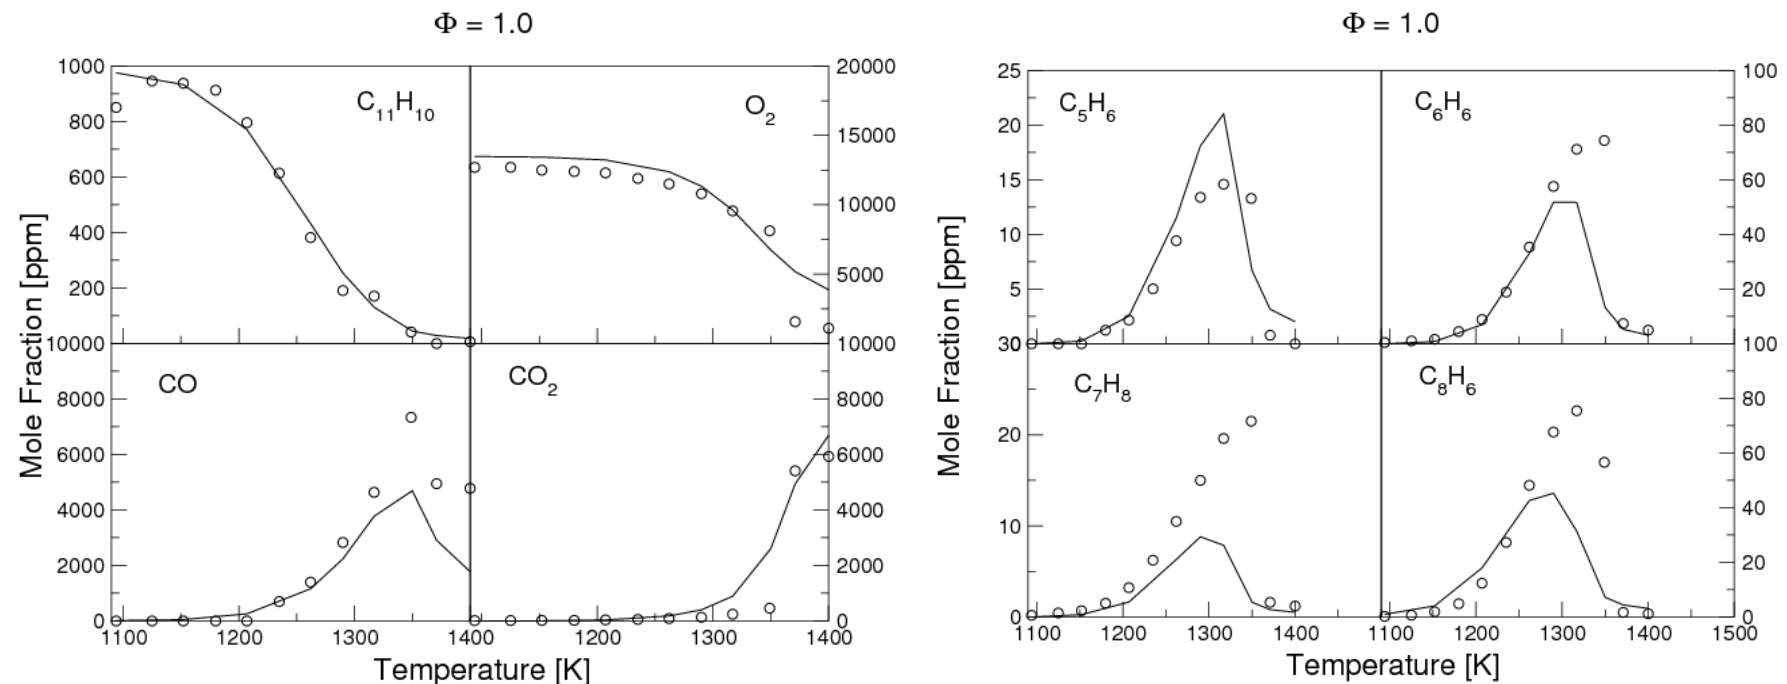 Φ = 1.0
1000 20000
800 15000
600
10000
400
5000
200
10000 10000
8000 8000
6000 6000
4000 4000
2000 2000
0 0
C11H10
O2
CO
CO2
1100 1200 1300 1400 1200 1300 1400
Mole Fraction [ppm]
Temperature [K]
Φ = 1.0
25 100
20 80
15 60
10 40
5 20
30 100
80
20 60
10 40
20
0 0
C5H6
C6H6
C7H8
C8H6
1100 1200 1300 1400 1100 1200 1300 1400 1500
Mole Fraction [ppm]
Temperature [K]